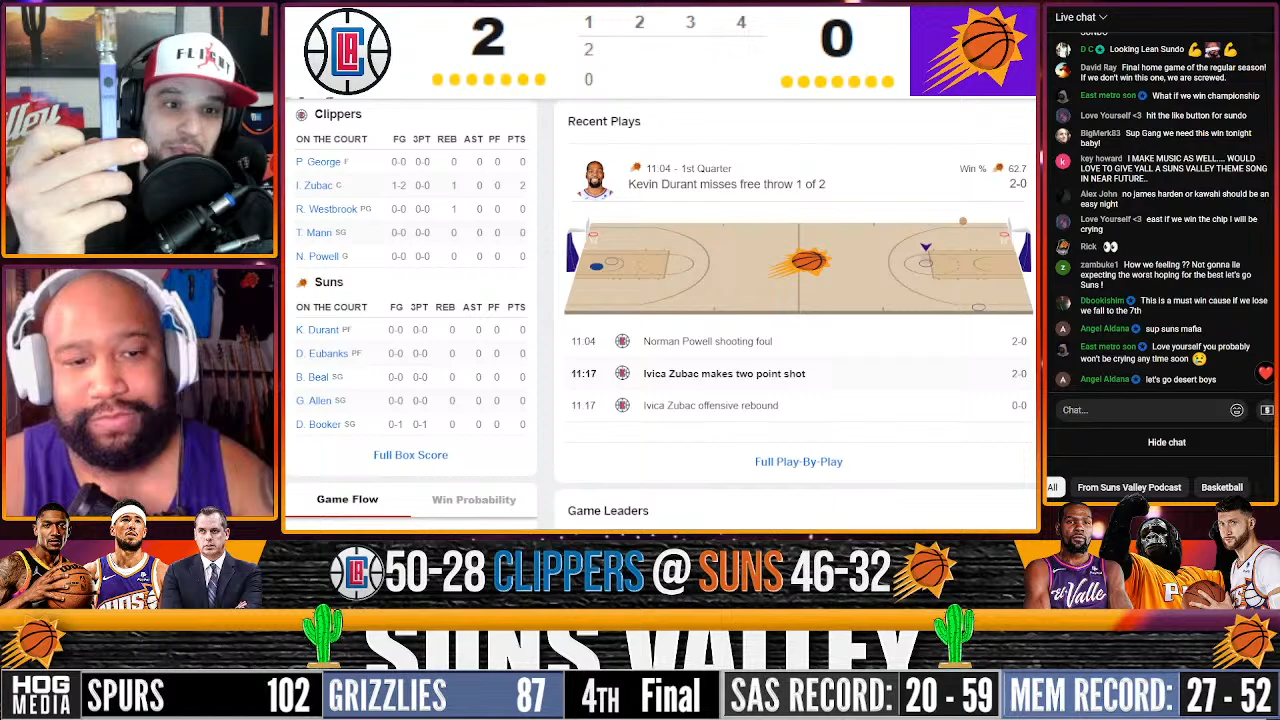 FLIGHT
2
1 2 3 4
2
0
0
Clippers
ON THE COURT FG 3PT REB AST PF PTS
P. George F 0-0 0-0 0 0 0 0
I. Zubac C 1-2 0-0 1 0 0 2
R. Westbrook PG 0-0 0-0 1 0 0 0
T. Mann SG 0-0 0-0 0 0 0 0
N. Powell G 0-0 0-0 0 0 0 0
Suns
ON THE COURT FG 3PT REB AST PF PTS
K. Durant PF 0-0 0-0 0 0 0 0
D. Eubanks PF 0-0 0-0 0 0 0 0
B. Beal SG 0-0 0-0 0 0 0 0
G. Allen SG 0-0 0-0 0 0 0 0
D. Booker SG 0-1 0-1 0 0 0 0
Full Box Score
Game Flow Win Probability
Recent Plays
11:04 - 1st Quarter
Kevin Durant misses free throw 1 of 2
Win % 62.7
2-0
11:04 Norman Powell shooting foul 2-0
11:17 Ivica Zubac makes two point shot 2-0
11:17 Ivica Zubac offensive rebound 0-0
Full Play-By-Play
Game Leaders
Live chat
D C Looking Lean Sundo
David Ray Final home game of the regular season!
If we don't win this one, we are screwed.
East metro son What if we win championship
Love Yourself <3 hit the like button for sundo
BigMerk83 Sup Gang we need this win tonight
baby!
key howard I MAKE MUSIC AS WELL.... WOULD
LOVE TO GIVE YALL A SUNS VALLEY THEME SONG
IN NEAR FUTURE..
Alex John no james harden or kawahi should be an
easy night
Love Yourself <3 east if we win the chip I will be
crying
Rick 👀
zambuke1 How we feeling ?? Not gonna lie
expecting the worst hoping for the best let's go
Suns !
Dbookishim This is a must win cause if we lose
we fall to the 7th
Angel Aldana sup suns mafia
East metro son Love yourself you probably
won't be crying any time soon 😢
Angel Aldana let's go desert boys
Chat...
Hide chat
All From Suns Valley Podcast Basketball
50-28 CLIPPERS @ SUNS 46-32
SUNS VALLEY
HOG
MEDIA
SPURS 102 GRIZZLIES 87 4TH Final SAS RECORD: 20 - 59 MEM RECORD: 27 - 52